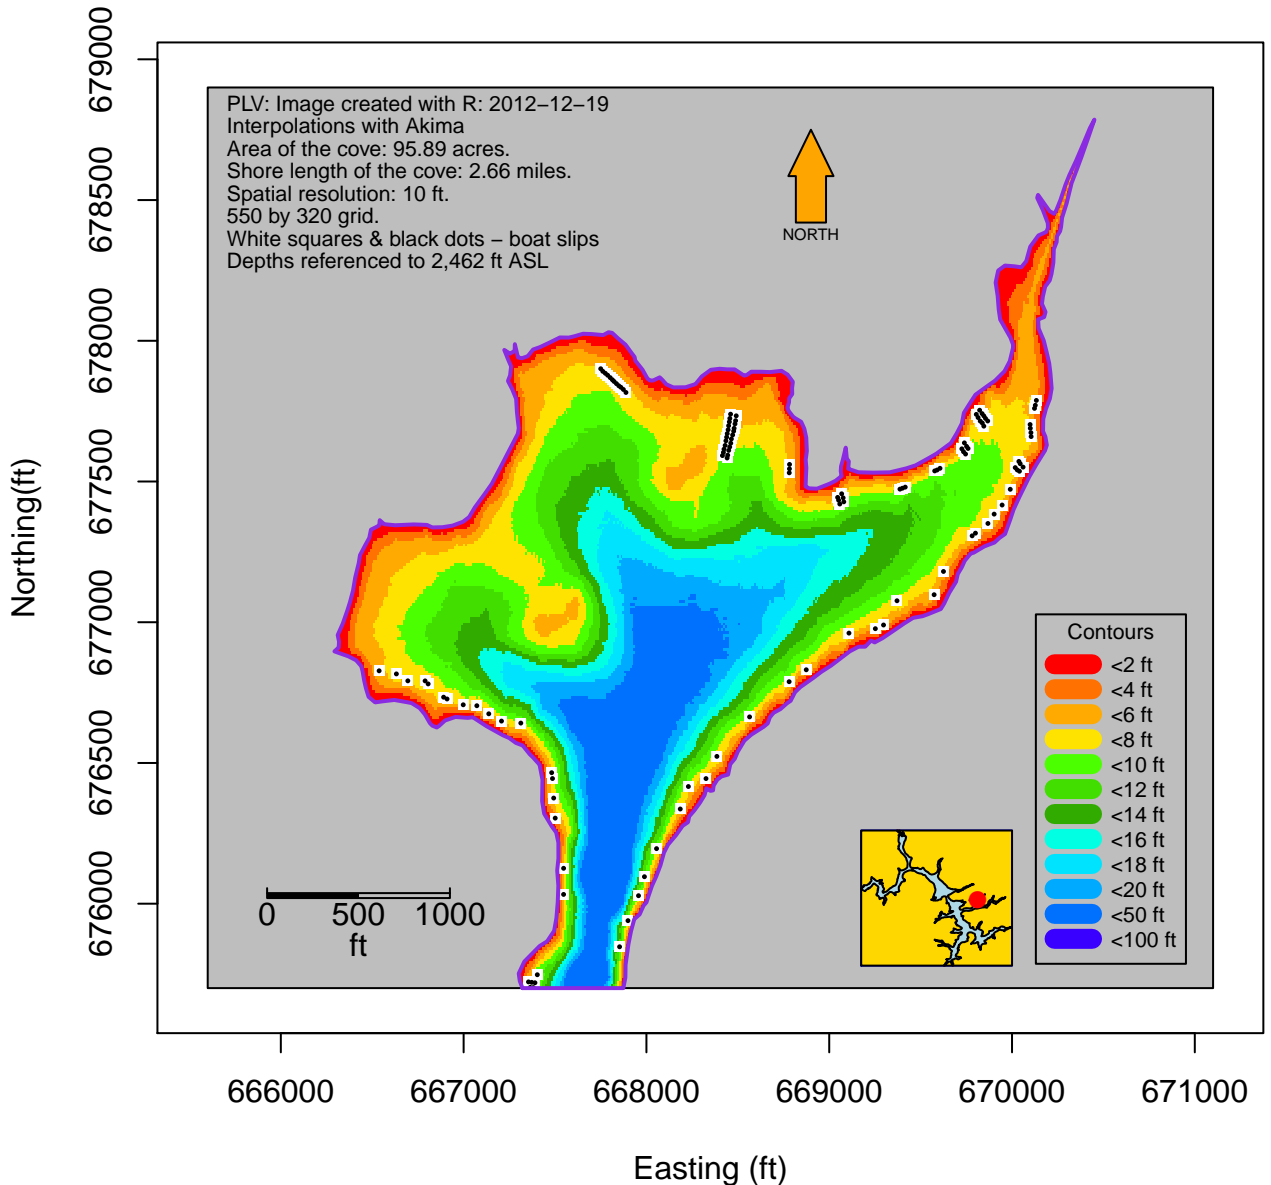 PLV: Image created with R: 2012−12−19
Interpolations with Akima
Area of the cove: 95.89 acres.
Shore length of the cove: 2.66 miles.
Spatial resolution: 10 ft.
550 by 320 grid.
White squares & black dots − boat slips
Depths referenced to 2,462 ft ASL
NORTH
679000
678500
678000
677500
677000
676500
676000
Northing(ft)
Contours
<2 ft
<4 ft
<6 ft
<8 ft
<10 ft
<12 ft
<14 ft
<16 ft
<18 ft
<20 ft
<50 ft
<100 ft
0 500 1000
ft
666000 667000 668000 669000 670000 671000
Easting (ft)